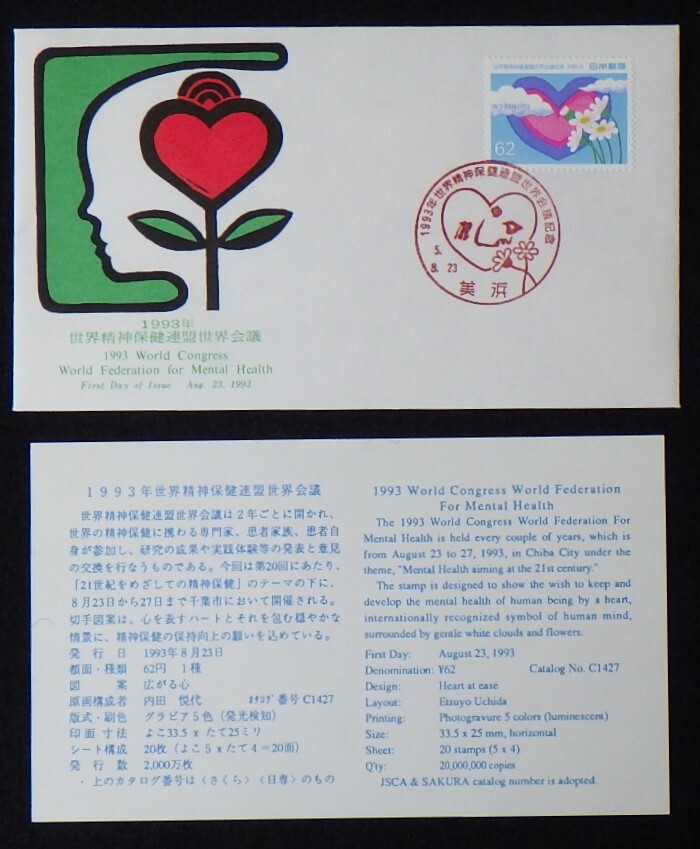 世界精神保健連盟世界会議記念 1993
日本郵便
62
1993年世界精神保健連盟世界会議記念
5.
8. 23
美浜
1993年
世界精神保健連盟世界会議
1993 World Congress
World Federation for Mental Health
First Day of Issue Aug. 23, 1993
1993年世界精神保健連盟世界会議
世界精神保健連盟世界会議は2年ごとに開かれ、
世界の精神保健に携わる専門家、患者家族、患者自
身が参加し、研究の成果や実践体験等の発表と意見
の交換を行なうものである。今回は第20回にあたり、
「21世紀をめざしての精神保健」のテーマの下に、
8月23日から27日まで千葉市において開催される。
切手図案は、心を表すハートとそれを包む穏やかな
情景に、精神保健の保持向上の願いを込めている。
発行日 1993年8月23日
額面・種類 62円 1種
図案 広がる心
原画構成者 内田 悦代 ｶﾀﾛｸﾞ番号 C1427
版式・刷色 グラビア5色（発光検知）
印面寸法 よこ33.5 x たて25ミリ
シート構成 20枚（よこ5 x たて4＝20面）
発行数 2,000万枚
・上のカタログ番号は〈さくら〉〈日専〉のもの
1993 World Congress World Federation
For Mental Health
The 1993 World Congress World Federation For
Mental Health is held every couple of years, which is
from August 23 to 27, 1993, in Chiba City under the
theme, "Mental Health aiming at the 21st century."
The stamp is designed to show the wish to keep and
develop the mental health of human being by a heart,
internationally recognized symbol of human mind,
surrounded by gentle white clouds and flowers.
First Day: August 23, 1993
Denomination: ¥62 Catalog No. C1427
Design: Heart at ease
Layout: Etsuyo Uchida
Printing: Photogravure 5 colors (luminescent)
Size: 33.5 x 25 mm, horizontal
Sheet: 20 stamps (5 x 4)
Q'ty: 20,000,000 copies
JSCA & SAKURA catalog number is adopted.